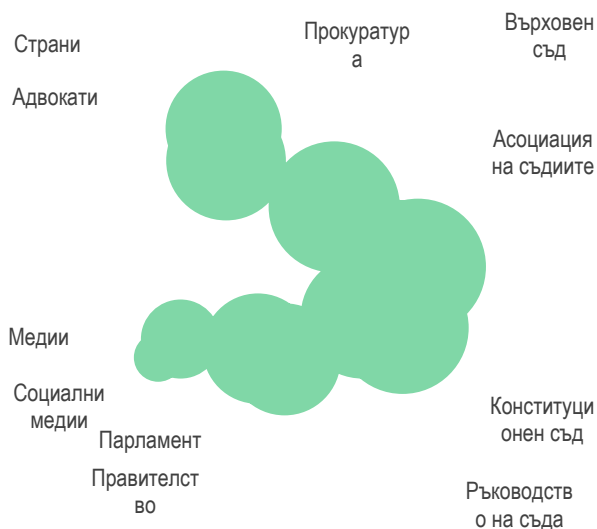 Страни
Адвокати
Прокуратур
а
Върховен
съд
Асоциация
на съдиите
Медии
Социални
медии
Парламент
Правителст
во
Конституци
онен съд
Ръководств
о на съда